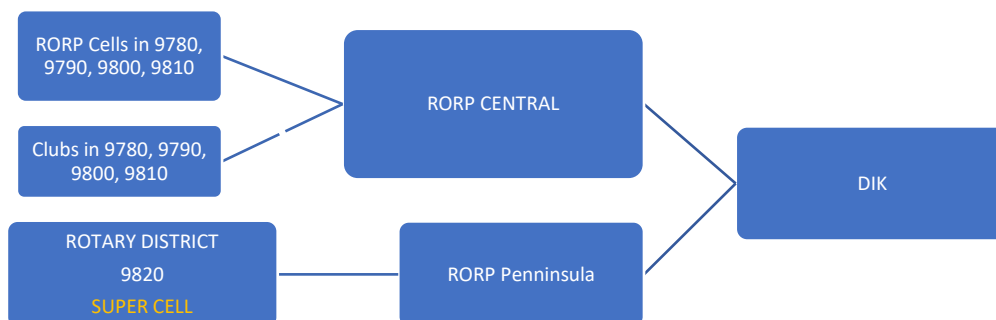 RORP Cells in 9780,
9790, 9800, 9810
Clubs in 9780, 9790,
9800, 9810
RORP CENTRAL
DIK
ROTARY DISTRICT
9820
SUPER CELL
RORP Penninsula